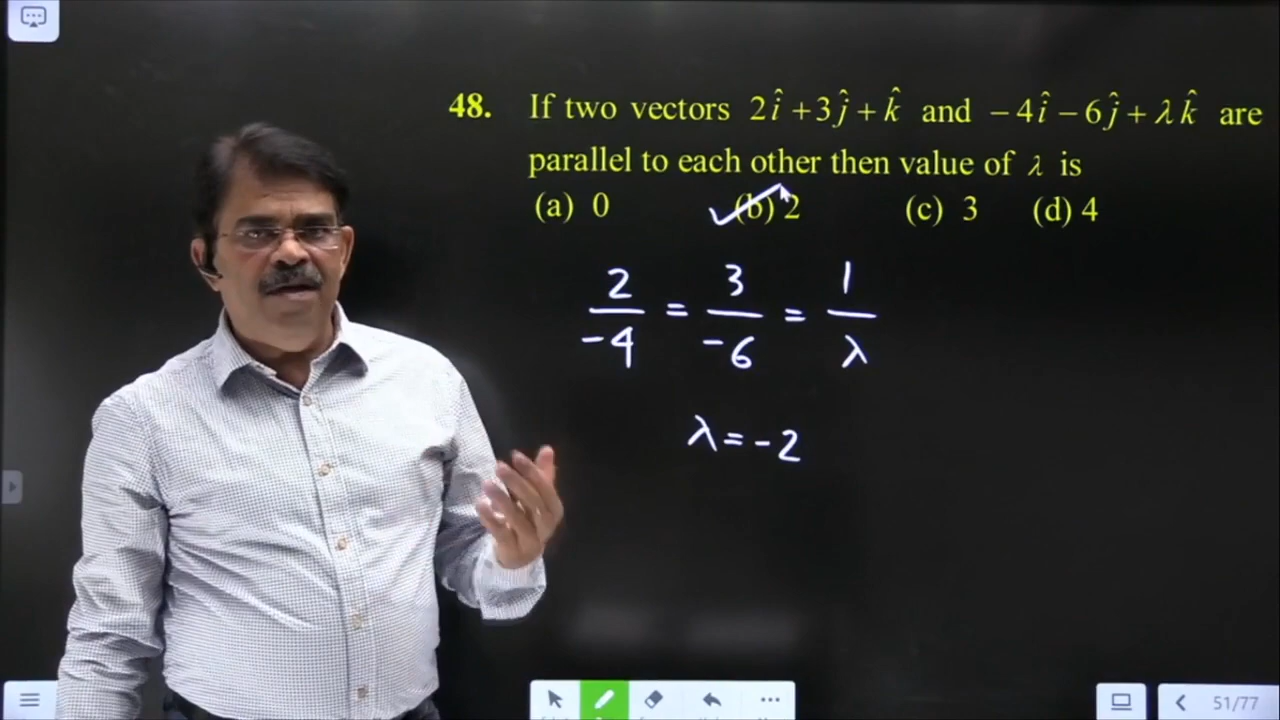 48. If two vectors 2î + 3ĵ + k̂ and − 4î − 6ĵ + λk̂ are
parallel to each other then value of λ is
(a) 0 (b) 2 (c) 3 (d) 4
2/-4 = 3/-6 = 1/λ
λ = -2
51/77